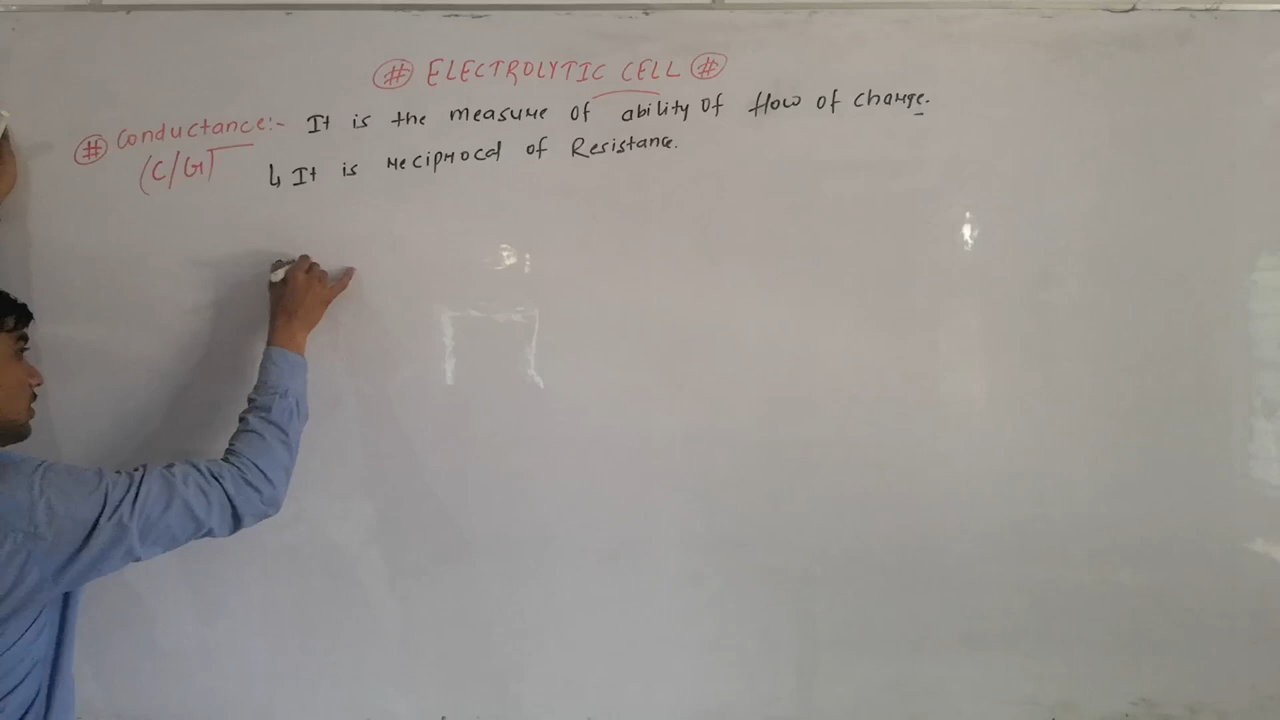 # ELECTROLYTIC CELL #
# Conductance:- It is the measure of ability of flow of charge.
(C/G) ↳ It is reciprocal of Resistance.